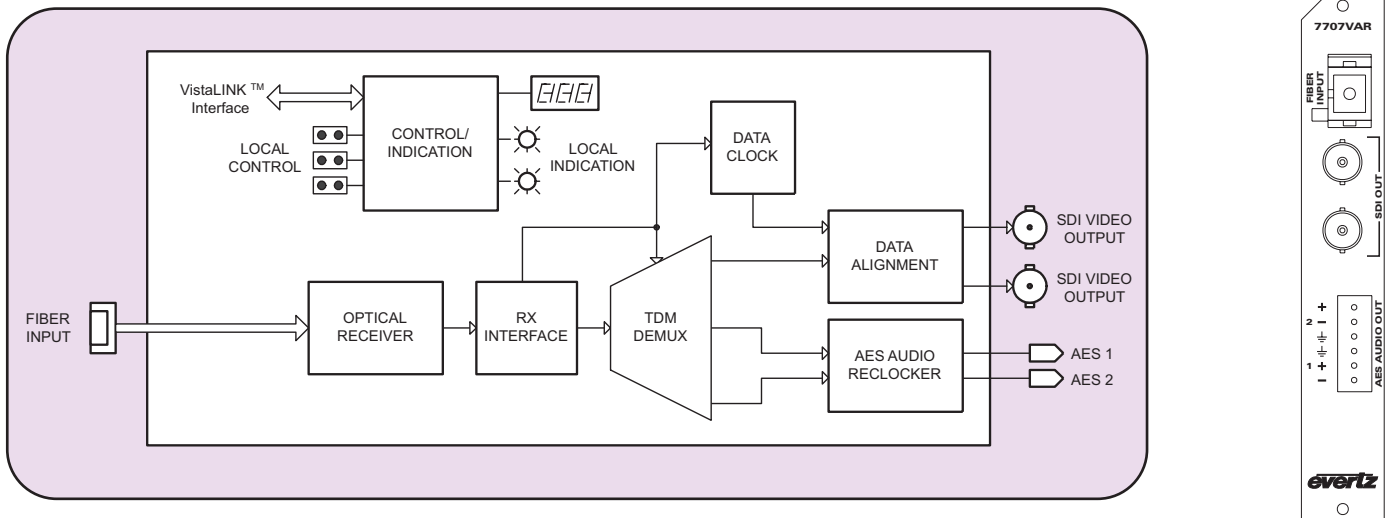 VistaLINK ™
Interface
LOCAL
CONTROL
CONTROL/
INDICATION
LOCAL
INDICATION
DATA
CLOCK
DATA
ALIGNMENT
SDI VIDEO
OUTPUT
SDI VIDEO
OUTPUT
FIBER
INPUT
OPTICAL
RECEIVER
RX
INTERFACE
TDM
DEMUX
AES AUDIO
RECLOCKER
AES 1
AES 2
7707VAR
FIBER
INPUT
SDI OUT
+
2 -
1 +
-
AES AUDIO OUT
evertz